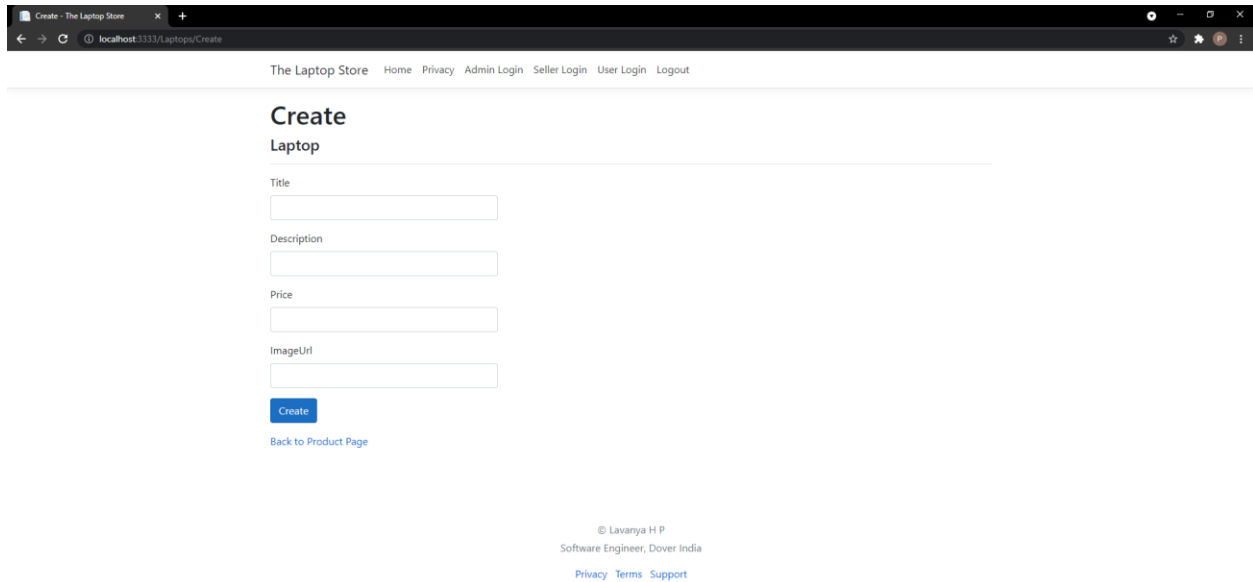 Create - The Laptop Store
localhost:3333/Laptops/Create
P
The Laptop Store Home Privacy Admin Login Seller Login User Login Logout
Create
Laptop
Title
Description
Price
ImageUrl
Create
Back to Product Page
© Lavanya H P
Software Engineer, Dover India
Privacy Terms Support